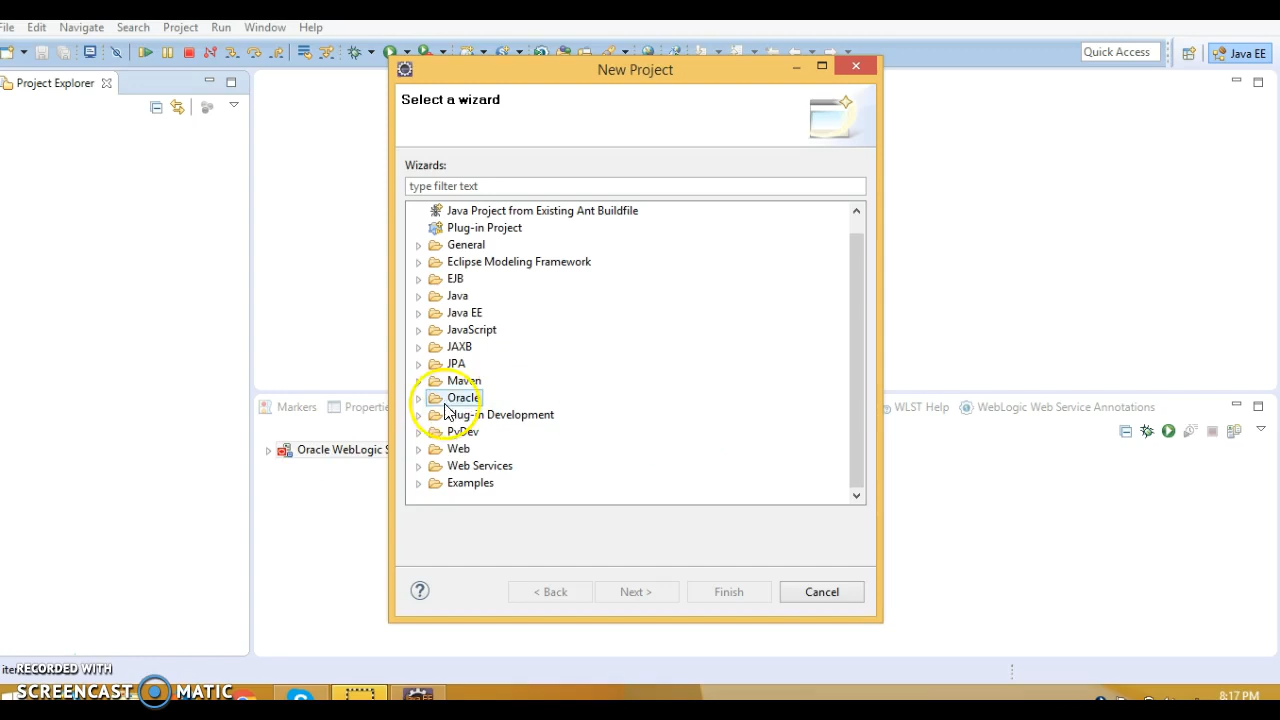 File Edit Navigate Search Project Run Window Help
Quick Access
Java EE
Project Explorer
New Project
Select a wizard
Wizards:
type filter text
Java Project from Existing Ant Buildfile
Plug-in Project
General
Eclipse Modeling Framework
EJB
Java
Java EE
JavaScript
JAXB
JPA
Maven
Oracle
Plug-in Development
PyDev
Web
Web Services
Examples
Markers
WLST Help
WebLogic Web Service Annotations
Oracle WebLogic
< Back
Next >
Finish
Cancel
RECORDED WITH
SCREENCAST MATIC
8:17 PM